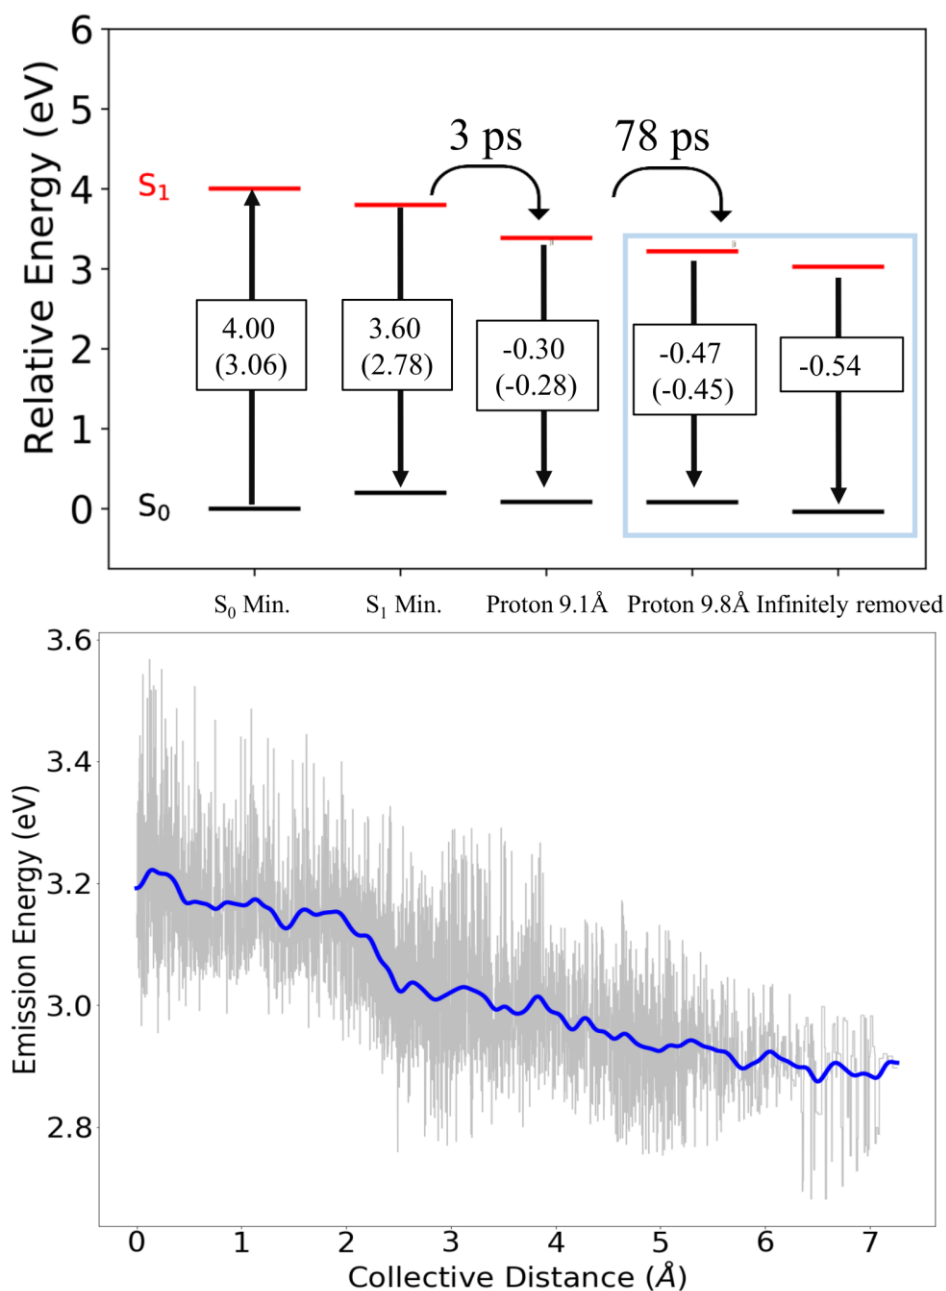 6
5
4
3
2
1
0
Relative Energy (eV)
3 ps
78 ps
S₁
4.00
(3.06)
3.60
(2.78)
-0.30
(-0.28)
-0.47
(-0.45)
-0.54
S₀
S₀ Min.
S₁ Min.
Proton 9.1Å
Proton 9.8Å
Infinitely removed
3.6
3.4
3.2
3.0
2.8
Emission Energy (eV)
0 1 2 3 4 5 6 7
Collective Distance (Å)